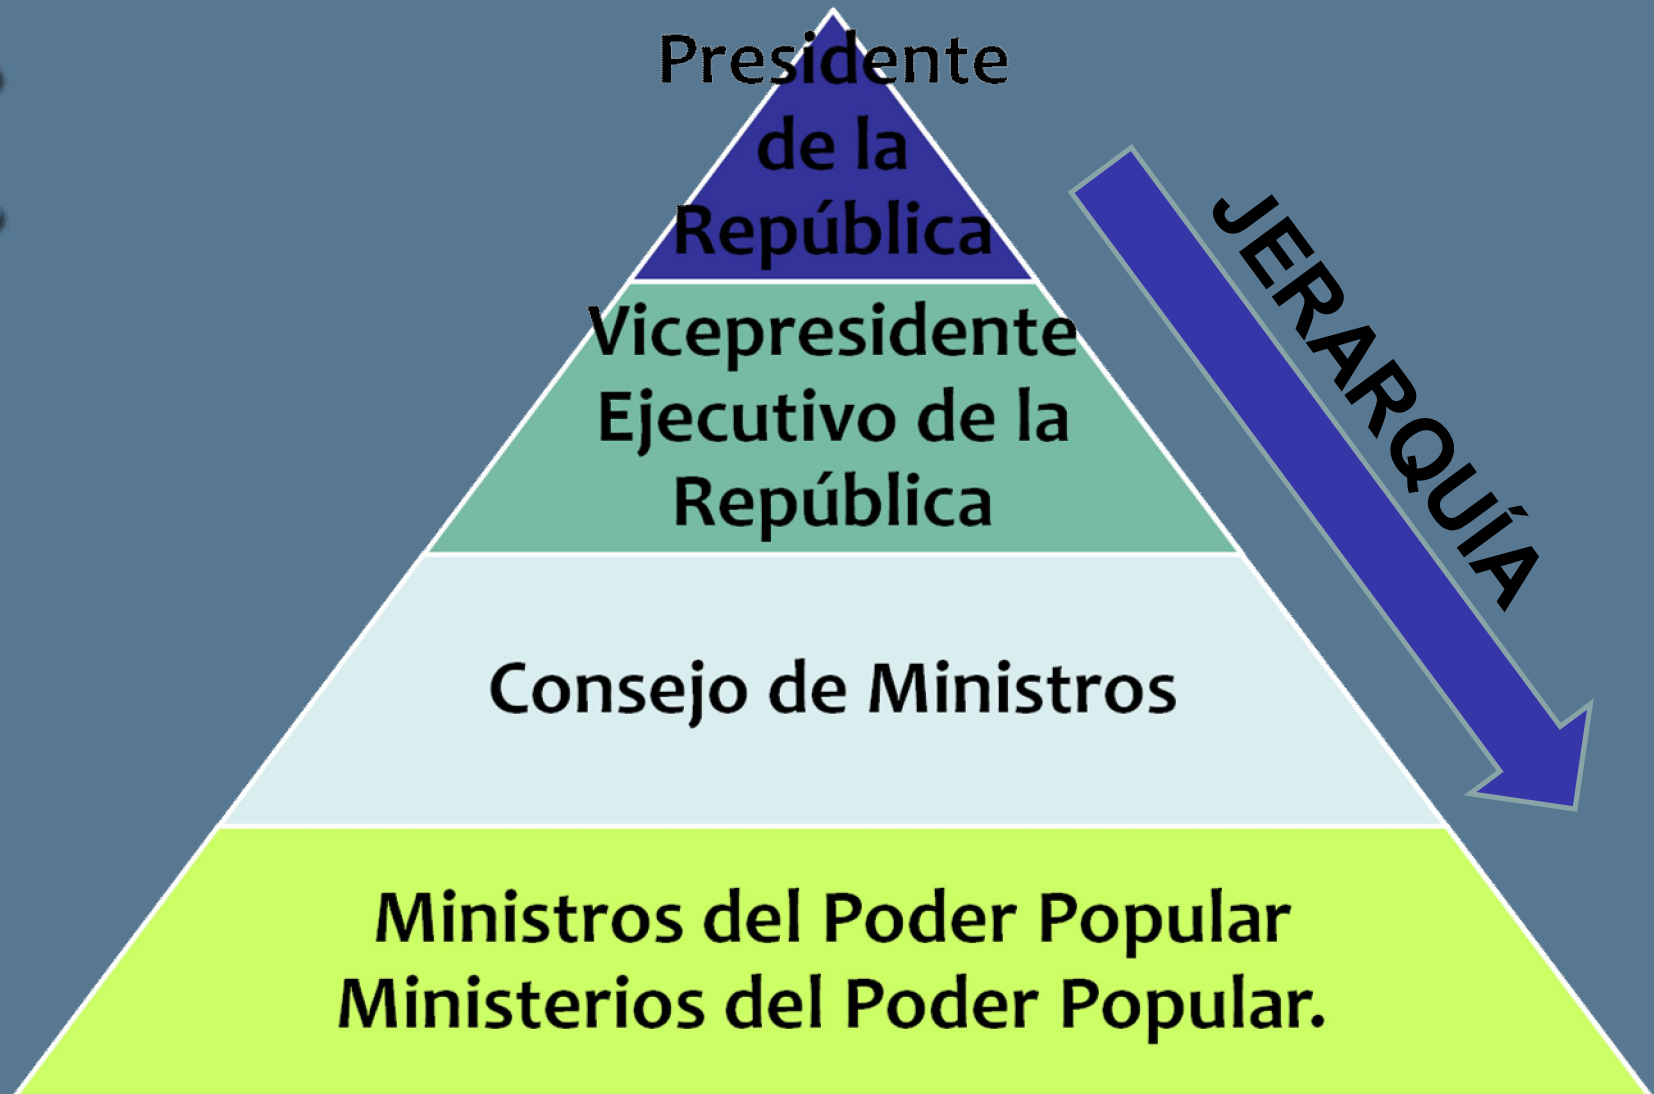 Presidente
de la
República
Vicepresidente
Ejecutivo de la
República
Consejo de Ministros
Ministros del Poder Popular
Ministerios del Poder Popular.
JERARQUÍA